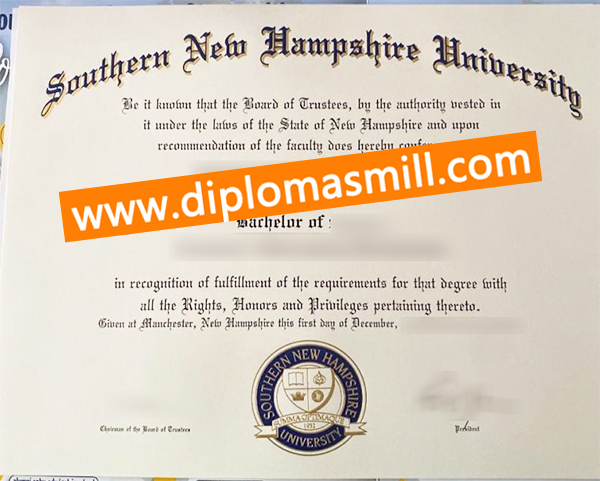 Southern New Hampshire University
Be it known that the Board of Trustees, by the authority vested in
it under the laws of the State of New Hampshire and upon
recommendation of the faculty does hereby
www.diplomasmill.com
Bachelor of
in recognition of fulfillment of the requirements for that degree with
all the Rights, Honors and Privileges pertaining thereto.
Given at Manchester, New Hampshire this first day of December,
SOUTHERN NEW HAMPSHIRE
SUMMA OPTIMAQUE
1932
UNIVERSITY
Chairman of the Board of Trustees
President